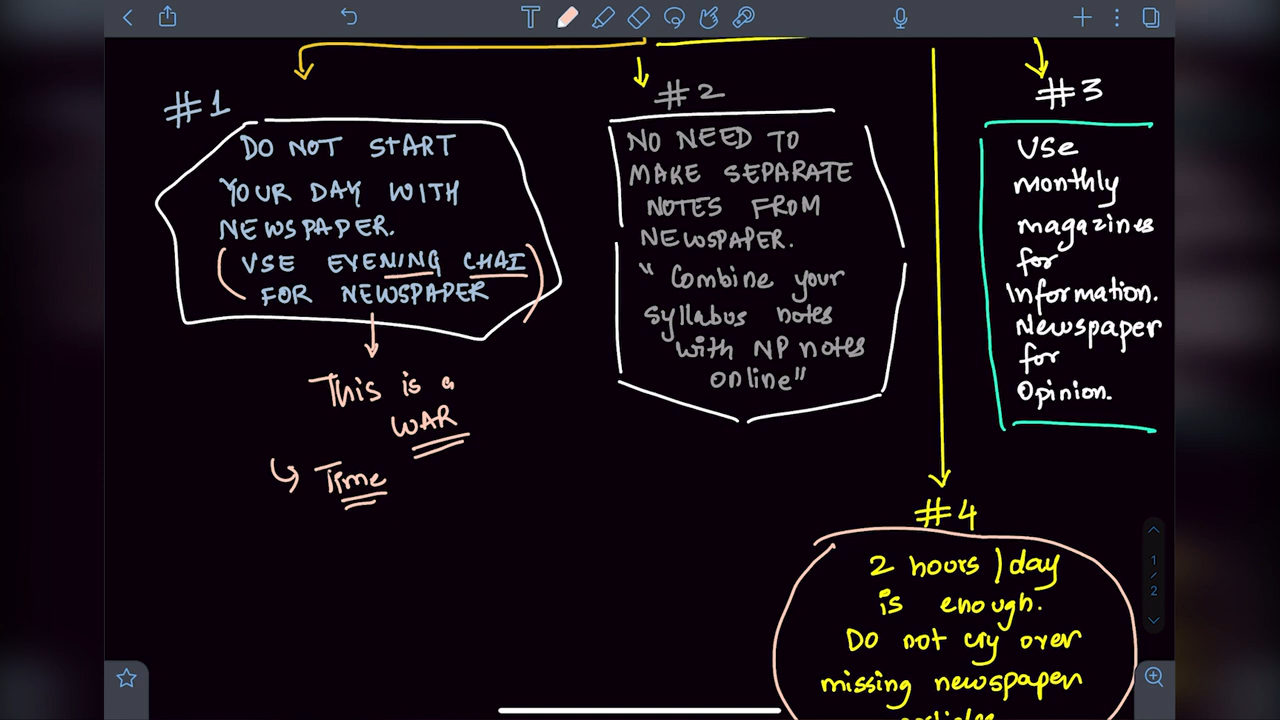 #1
DO NOT START
YOUR DAY WITH
NEWSPAPER.
(USE EVENING CHAI
FOR NEWSPAPER)
This is a
WAR
Time
#2
NO NEED TO
MAKE SEPARATE
NOTES FROM
NEWSPAPER.
"Combine your
syllabus notes
with NP notes
online"
#3
Use
monthly
magazines
for
Information.
Newspaper
for
Opinion.
#4
2 hours/day
is enough.
Do not cry over
missing newspaper
1/2